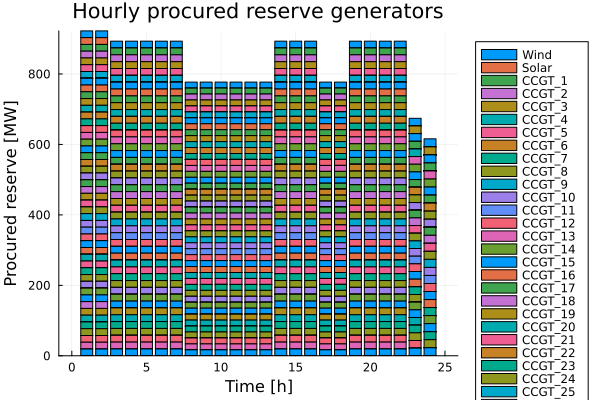 Hourly procured reserve generators
Procured reserve [MW]
800
600
400
200
0
0 5 10 15 20 25
Time [h]
Wind
Solar
CCGT_1
CCGT_2
CCGT_3
CCGT_4
CCGT_5
CCGT_6
CCGT_7
CCGT_8
CCGT_9
CCGT_10
CCGT_11
CCGT_12
CCGT_13
CCGT_14
CCGT_15
CCGT_16
CCGT_17
CCGT_18
CCGT_19
CCGT_20
CCGT_21
CCGT_22
CCGT_23
CCGT_24
CCGT_25